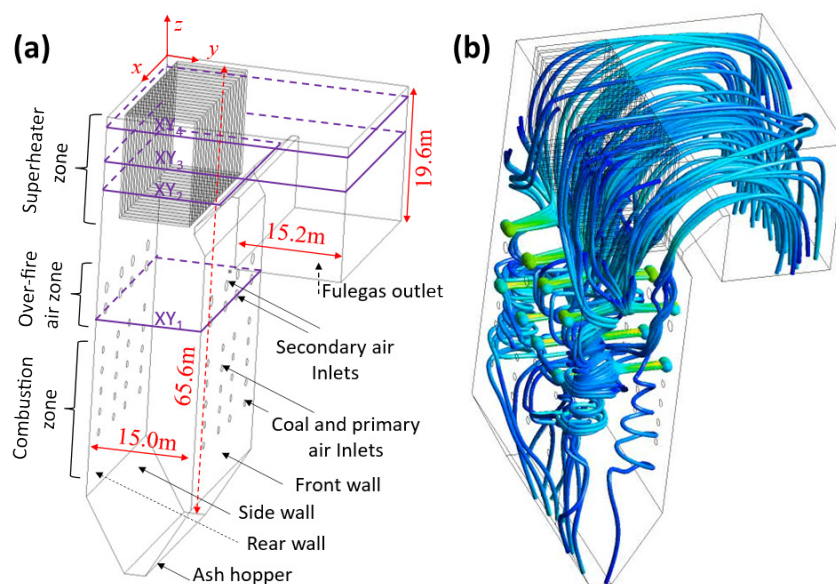 (a)
(b)
z
y
x
Superheater
zone
XY4
XY3
XY2
19.6m
15.2m
Over-fire
air zone
XY1
Fulegas outlet
Secondary air
Inlets
65.6m
Combustion
zone
Coal and primary
air Inlets
15.0m
Front wall
Side wall
Rear wall
Ash hopper